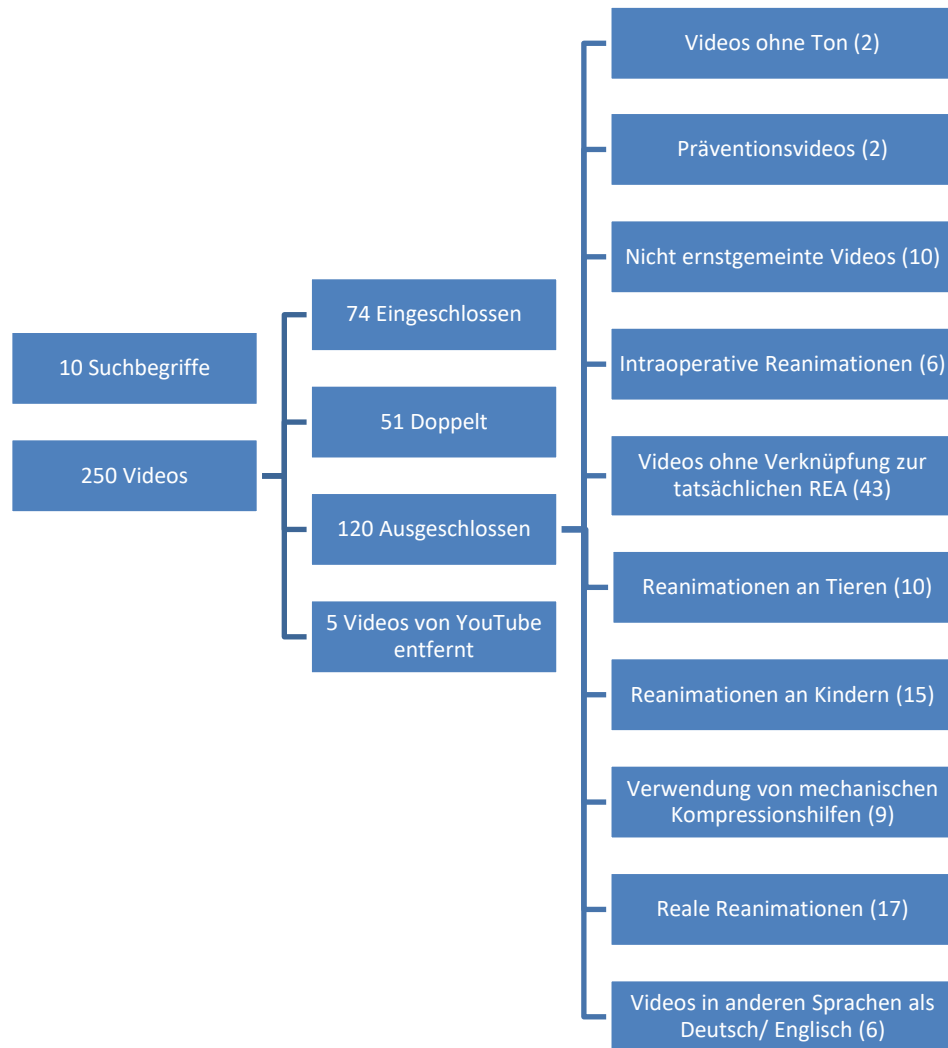 10 Suchbegriffe
250 Videos
74 Eingeschlossen
51 Doppelt
120 Ausgeschlossen
5 Videos von YouTube
entfernt
Videos ohne Ton (2)
Präventionsvideos (2)
Nicht ernstgemeinte Videos (10)
Intraoperative Reanimationen (6)
Videos ohne Verknüpfung zur
tatsächlichen REA (43)
Reanimationen an Tieren (10)
Reanimationen an Kindern (15)
Verwendung von mechanischen
Kompressionshilfen (9)
Reale Reanimationen (17)
Videos in anderen Sprachen als
Deutsch/ Englisch (6)